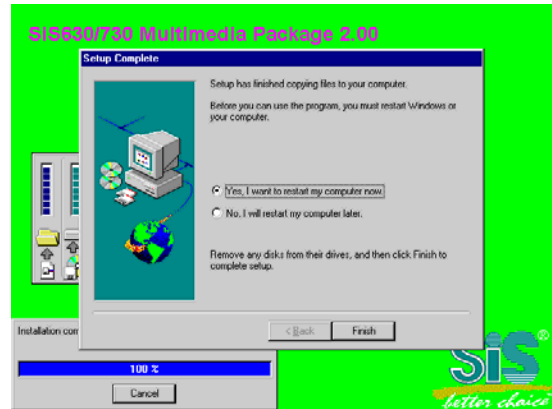 SiS630/730 Multimedia Package 2.00
Setup Complete
Setup has finished copying files to your computer.
Before you can use the program, you must restart Windows or
your computer.
Yes, I want to restart my computer now.
No, I will restart my computer later.
Remove any disks from their drives, and then click Finish to
complete setup.
< Back
Finish
Installation com
100 %
Cancel
SiS®
better choice